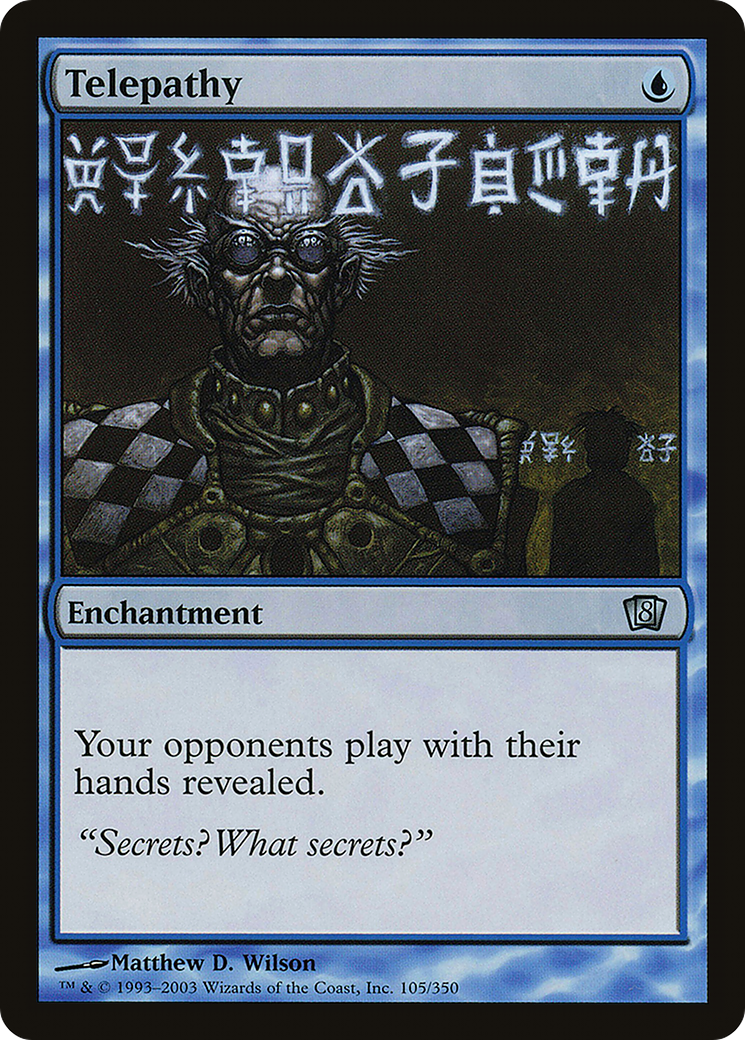 Telepathy
Enchantment
8
Your opponents play with their
hands revealed.
“Secrets? What secrets?”
Matthew D. Wilson
™ & © 1993–2003 Wizards of the Coast, Inc. 105/350